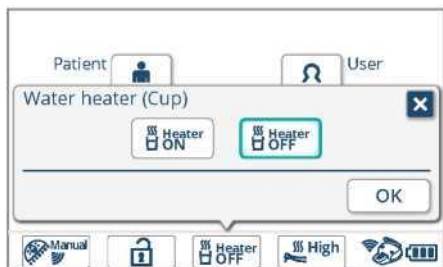 Patient User
Water heater (Cup)
Heater ON Heater OFF
OK
Manual Heater OFF High